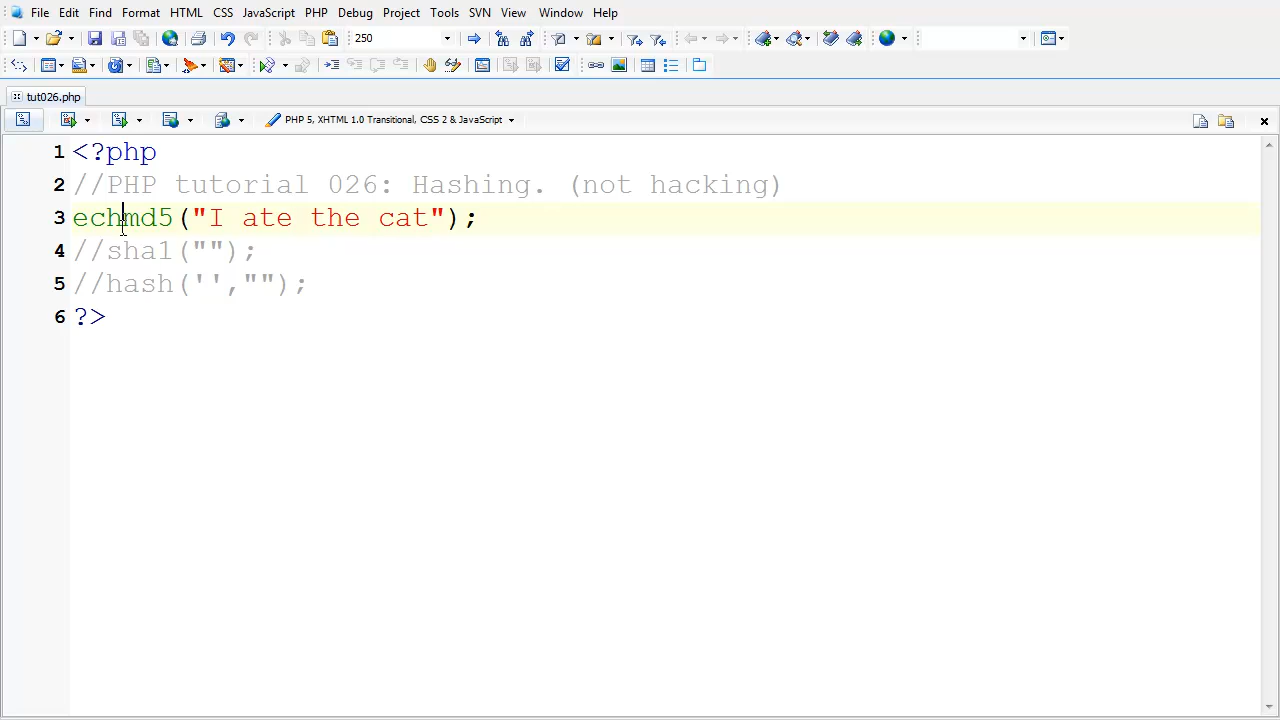 File Edit Find Format HTML CSS JavaScript PHP Debug Project Tools SVN View Window Help
250
tut026.php
PHP 5, XHTML 1.0 Transitional, CSS 2 & JavaScript
1 <?php
2 //PHP tutorial 026: Hashing. (not hacking)
3 echmd5("I ate the cat");
4 //sha1("");
5 //hash('',"");
6 ?>